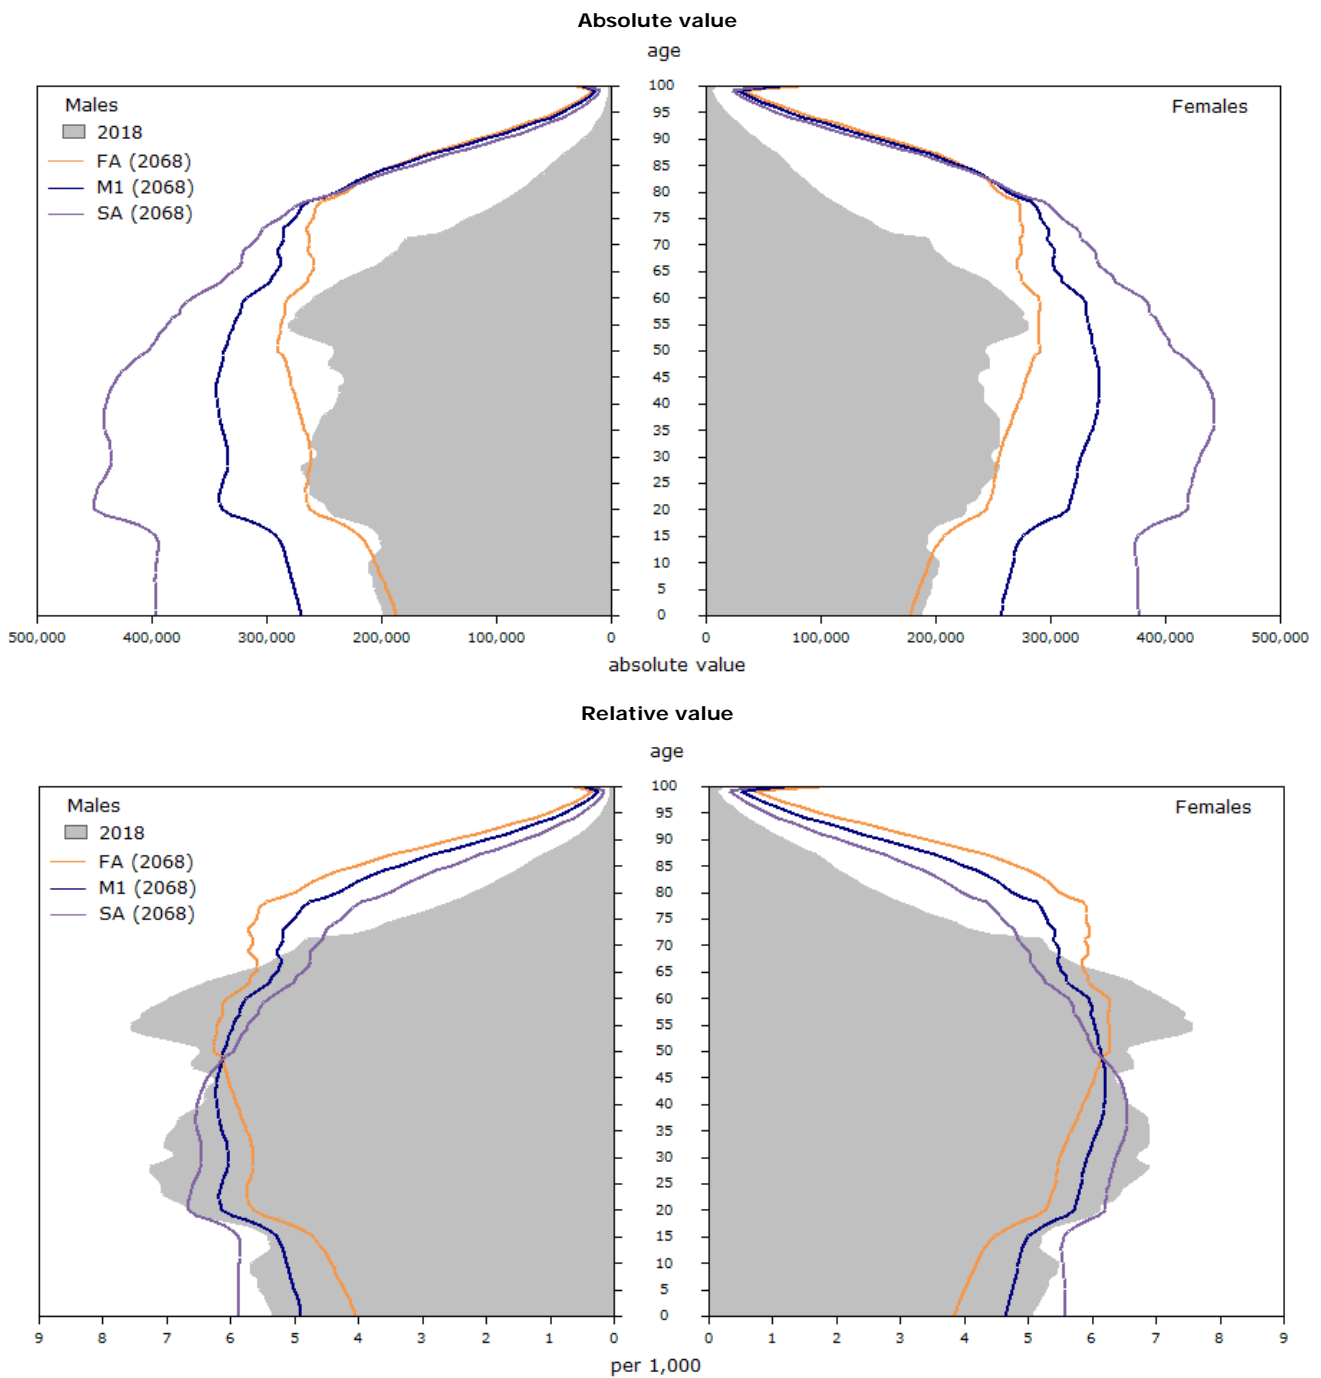 Absolute value
age
Males
2018
FA (2068)
M1 (2068)
SA (2068)
Females
100
95
90
85
80
75
70
65
60
55
50
45
40
35
30
25
20
15
10
5
0
500,000 400,000 300,000 200,000 100,000 0 0 100,000 200,000 300,000 400,000 500,000
absolute value
Relative value
age
Males
2018
FA (2068)
M1 (2068)
SA (2068)
Females
100
95
90
85
80
75
70
65
60
55
50
45
40
35
30
25
20
15
10
5
0
9 8 7 6 5 4 3 2 1 0 0 1 2 3 4 5 6 7 8 9
per 1,000